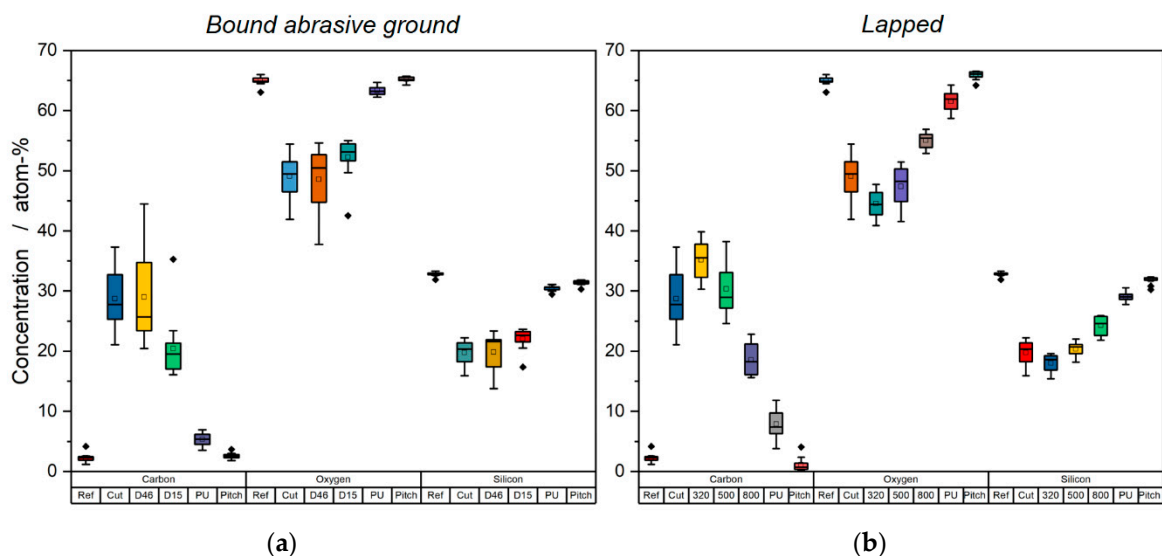 Bound abrasive ground
Lapped
Concentration / atom-%
70
60
50
40
30
20
10
0
Carbon Oxygen Silicon
Ref Cut D46 D15 PU Pitch Ref Cut D46 D15 PU Pitch Ref Cut D46 D15 PU Pitch
(a)
Concentration / atom-%
70
60
50
40
30
20
10
0
Carbon Oxygen Silicon
Ref Cut 320 500 800 PU Pitch Ref Cut 320 500 800 PU Pitch Ref Cut 320 500 800 PU Pitch
(b)